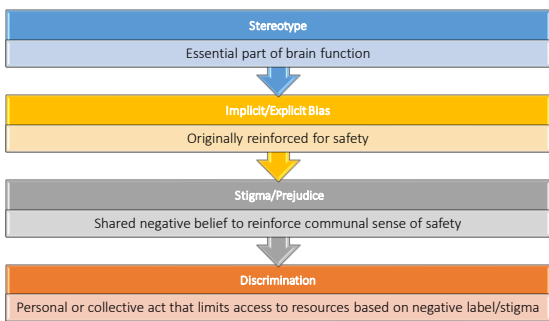 Stereotype
Essential part of brain function
Implicit/Explicit Bias
Originally reinforced for safety
Stigma/Prejudice
Shared negative belief to reinforce communal sense of safety
Discrimination
Personal or collective act that limits access to resources based on negative label/stigma